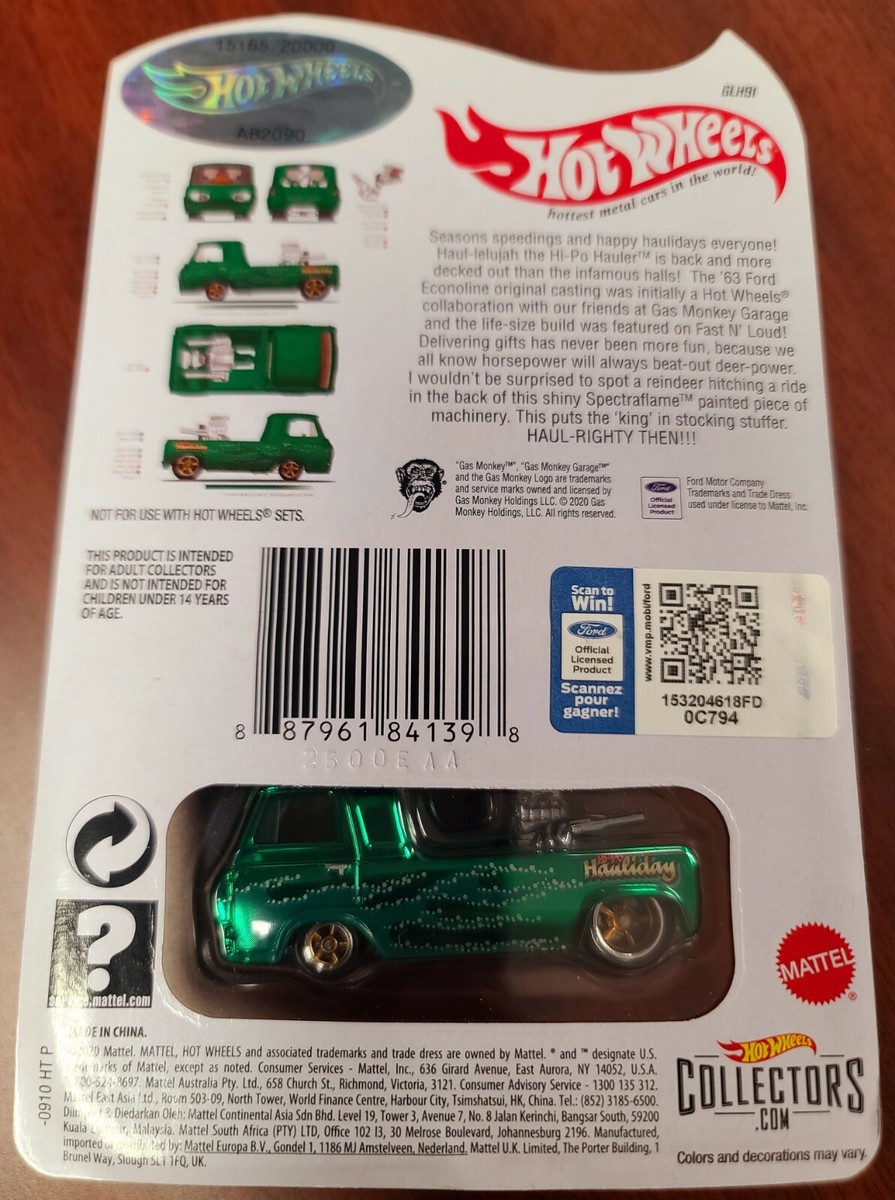 15165/20000
HOT WHEELS
AB2090
GLH91
Hot Wheels
hottest metal cars in the world!
Seasons speedings and happy haulidays everyone!
Haul-lelujah the Hi-Po Hauler™ is back and more
decked out than the infamous halls! The '63 Ford
Econoline original casting was initially a Hot Wheels®
collaboration with our friends at Gas Monkey Garage
and the life-size build was featured on Fast N' Loud!
Delivering gifts has never been more fun, because we
all know horsepower will always beat-out deer-power.
I wouldn't be surprised to spot a reindeer hitching a ride
in the back of this shiny Spectraflame™ painted piece of
machinery. This puts the 'king' in stocking stuffer.
HAUL-RIGHTY THEN!!!
"Gas Monkey™", "Gas Monkey Garage™"
and the Gas Monkey Logo are trademarks
and service marks owned and licensed by
Gas Monkey Holdings LLC. © 2020 Gas
Monkey Holdings, LLC. All rights reserved.
Ford
Official
Licensed
Product
Ford Motor Company
Trademarks and Trade Dress
used under license to Mattel, Inc.
NOT FOR USE WITH HOT WHEELS® SETS.
THIS PRODUCT IS INTENDED
FOR ADULT COLLECTORS
AND IS NOT INTENDED FOR
CHILDREN UNDER 14 YEARS
OF AGE.
8 87961 84139 8
2500EAA
Scan to
Win!
Ford
Official
Licensed
Product
Scannez
pour
gagner!
www.vmp.mobi/ford
153204618FD
0C794
Hauliday
?
service.mattel.com
MATTEL®
MADE IN CHINA.
-0910 HT P
©2020 Mattel. MATTEL, HOT WHEELS and associated trademarks and trade dress are owned by Mattel. ® and ™ designate U.S.
trademarks of Mattel, except as noted. Consumer Services - Mattel, Inc., 636 Girard Avenue, East Aurora, NY 14052, U.S.A.
1-800-524-8697. Mattel Australia Pty. Ltd., 658 Church St., Richmond, Victoria, 3121. Consumer Advisory Service - 1300 135 312.
Mattel East Asia Ltd., Room 503-09, North Tower, World Finance Centre, Harbour City, Tsimshatsui, HK, China. Tel.: (852) 3185-6500.
Diimport & Diedarkan Oleh: Mattel Continental Asia Sdn Bhd. Level 19, Tower 3, Avenue 7, No. 8 Jalan Kerinchi, Bangsar South, 59200
Kuala Lumpur, Malaysia. Mattel South Africa (PTY) LTD, Office 102 I3, 30 Melrose Boulevard, Johannesburg 2196. Manufactured,
imported or distributed by: Mattel Europa B.V., Gondel 1, 1186 MJ Amstelveen, Nederland. Mattel U.K. Limited, The Porter Building, 1
Brunel Way, Slough SL1 1FQ, UK.
HOT WHEELS
COLLECTORS
.COM
Colors and decorations may vary.